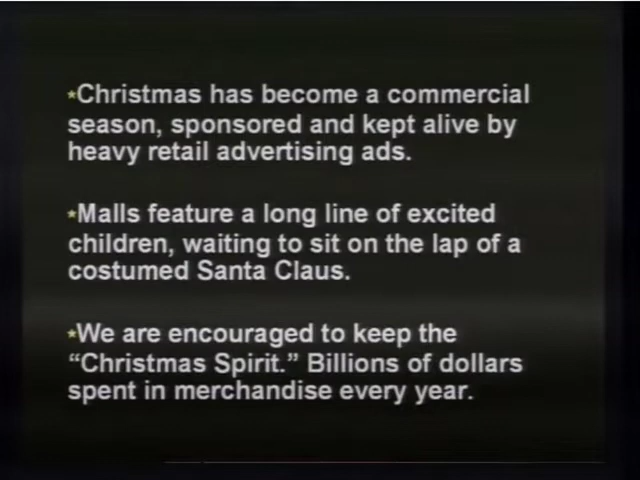 *Christmas has become a commercial
season, sponsored and kept alive by
heavy retail advertising ads.
*Malls feature a long line of excited
children, waiting to sit on the lap of a
costumed Santa Claus.
*We are encouraged to keep the
“Christmas Spirit.” Billions of dollars
spent in merchandise every year.